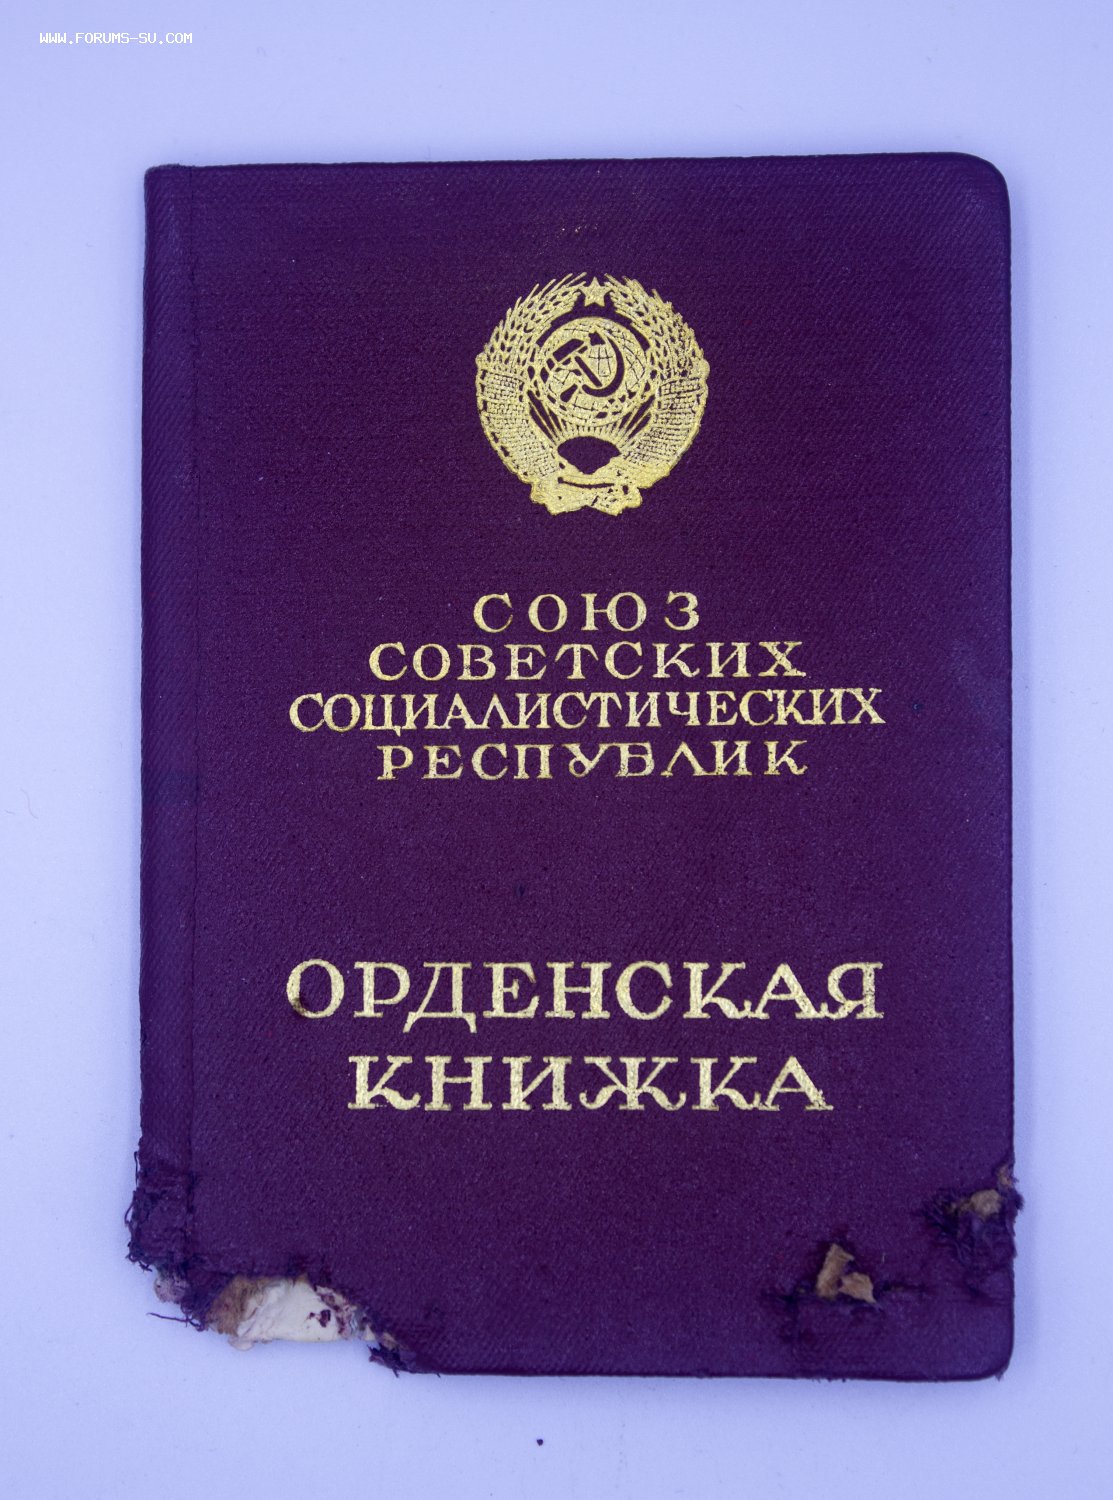 WWW.FORUMS-SU.COM
СОЮЗ
СОВЕТСКИХ
СОЦИАЛИСТИЧЕСКИХ
РЕСПУБЛИК
ОРДЕНСКАЯ
КНИЖКА